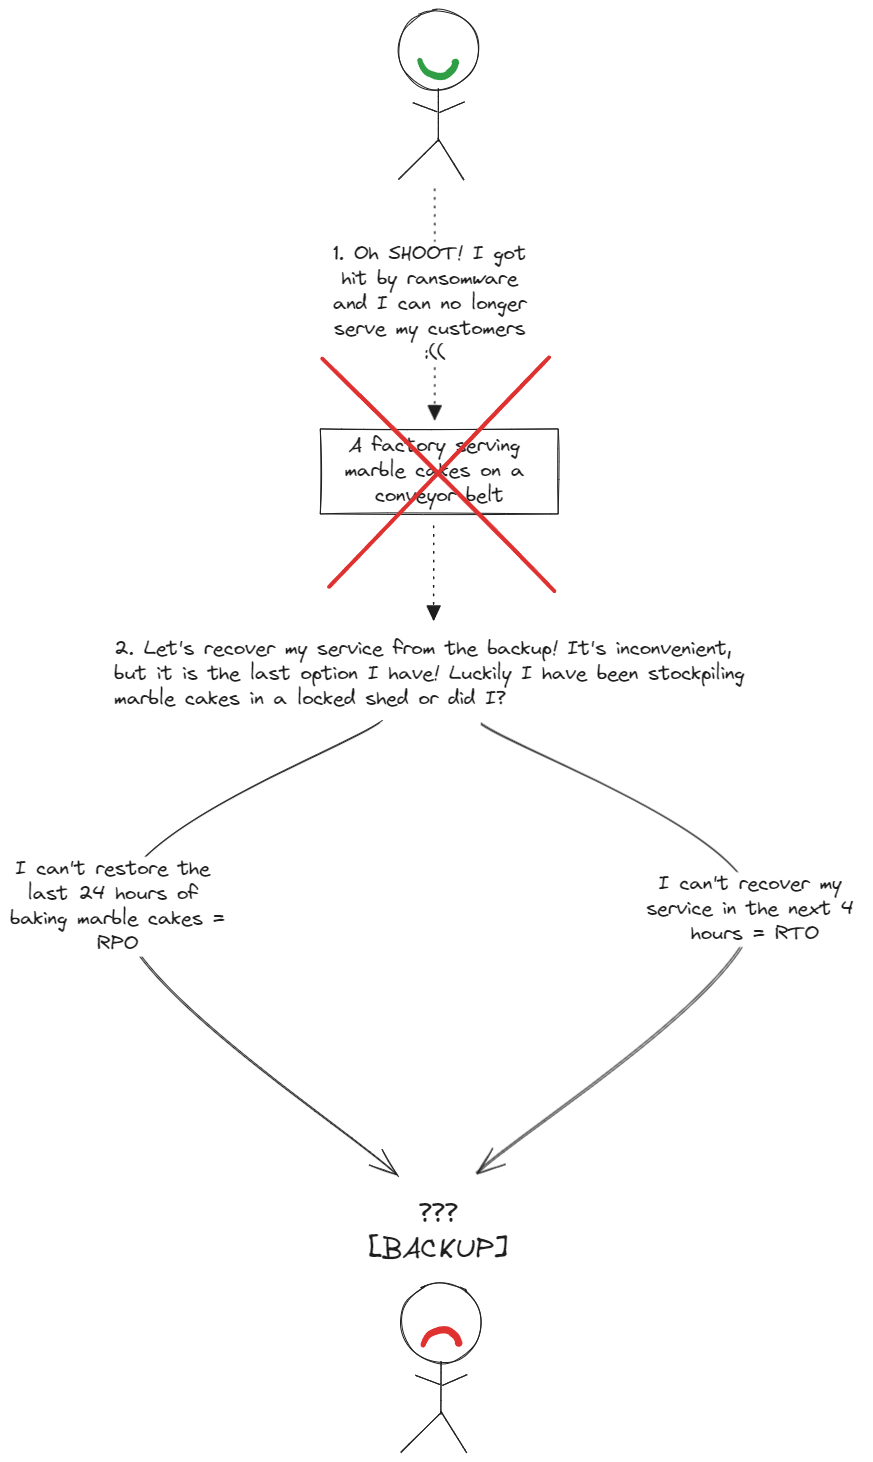 1. Oh SHOOT! I got
hit by ransomware
and I can no longer
serve my customers
:((
A factory serving
marble cakes on a
conveyor belt
2. Let's recover my service from the backup! It's inconvenient,
but it is the last option I have! Luckily I have been stockpiling
marble cakes in a locked shed or did I?
I can't restore the
last 24 hours of
baking marble cakes =
RPO
I can't recover my
service in the next 4
hours = RTO
???
[BACKUP]